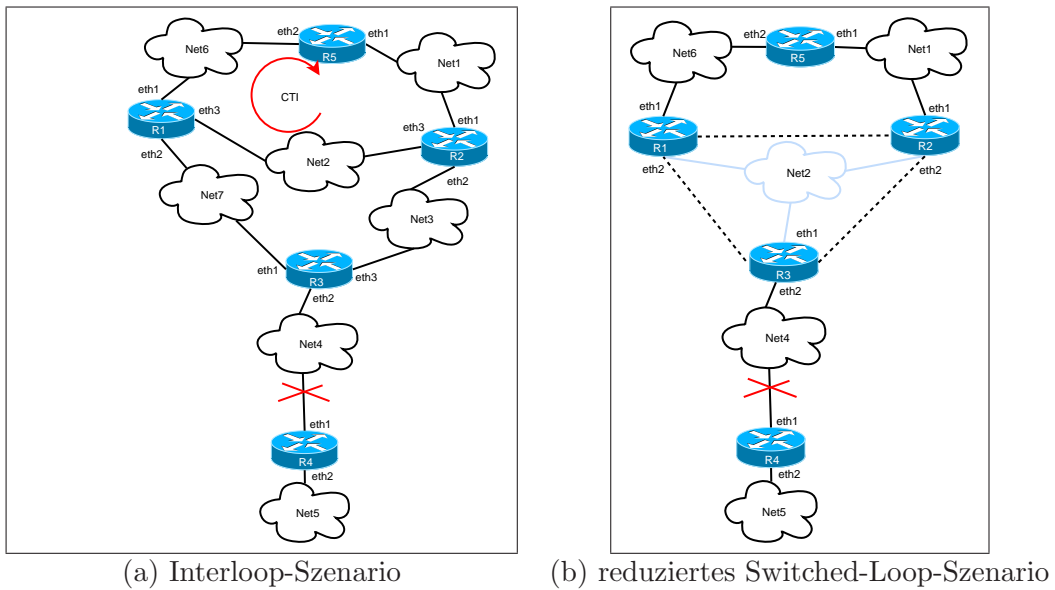 eth2
eth1
Net6
R5
Net1
eth1
CTI
eth3
eth1
R1
eth3
R2
eth2
Net2
eth2
Net7
Net3
eth1
R3
eth3
eth2
Net4
eth1
R4
eth2
Net5
(a) Interloop-Szenario
eth2
eth1
Net6
R5
Net1
eth1
eth1
R1
R2
eth2
Net2
eth2
eth1
R3
eth2
Net4
eth1
R4
eth2
Net5
(b) reduziertes Switched-Loop-Szenario